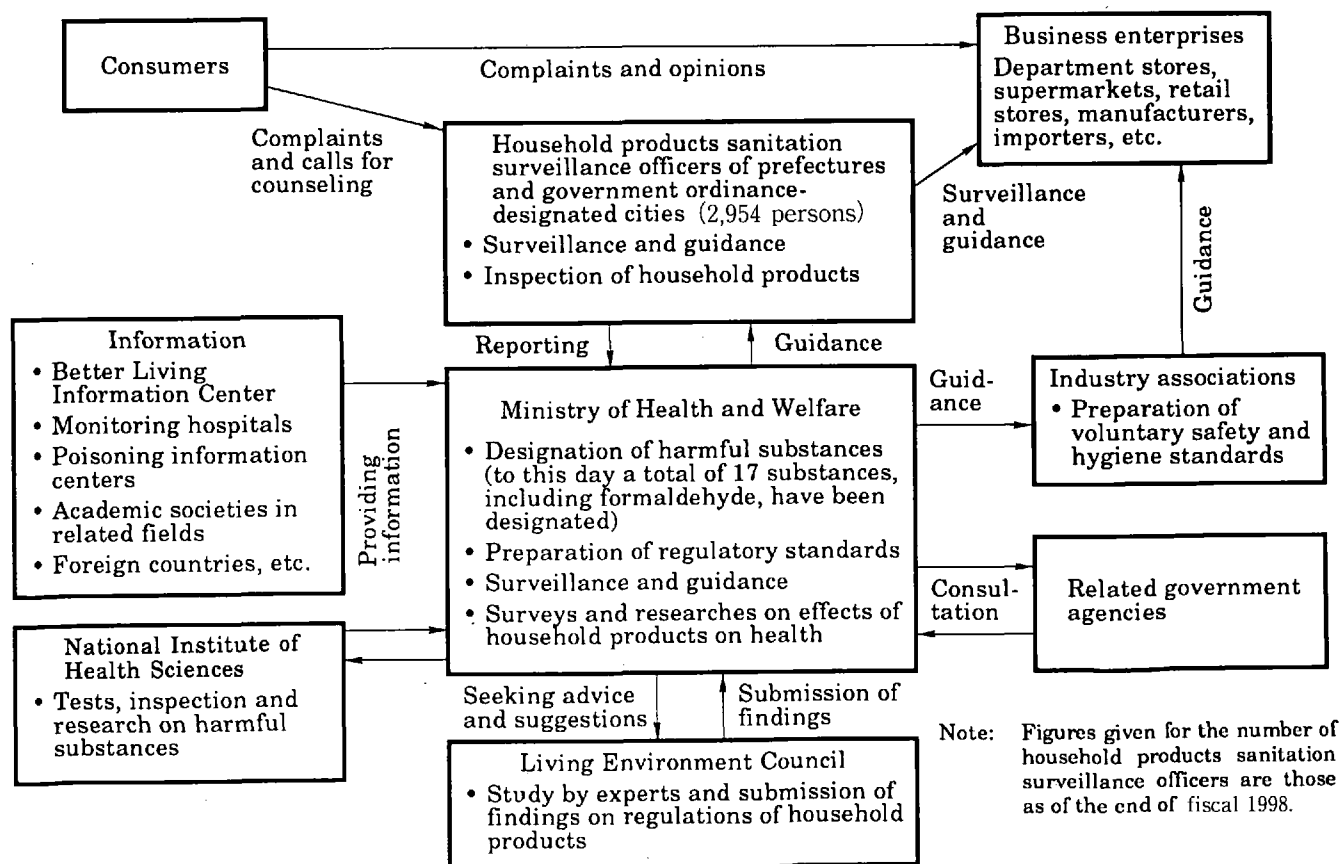 Consumers
Complaints and opinions
Business enterprises
Department stores,
supermarkets, retail
stores, manufacturers,
importers, etc.
Complaints
and calls for
counseling
Household products sanitation
surveillance officers of prefectures
and government ordinance-
designated cities (2,954 persons)
• Surveillance and guidance
• Inspection of household products
Surveillance
and
guidance
Guidance
Reporting
Guidance
Information
• Better Living
Information Center
• Monitoring hospitals
• Poisoning information
centers
• Academic societies in
related fields
• Foreign countries, etc.
Providing
information
Ministry of Health and Welfare
• Designation of harmful substances
(to this day a total of 17 substances,
including formaldehyde, have been
designated)
• Preparation of regulatory standards
• Surveillance and guidance
• Surveys and researches on effects of
household products on health
Guid-
ance
Industry associations
• Preparation of
voluntary safety and
hygiene standards
Consul-
tation
Related government
agencies
National Institute of
Health Sciences
• Tests, inspection and
research on harmful
substances
Seeking advice
and suggestions
Submission of
findings
Living Environment Council
• Study by experts and submission of
findings on regulations of household
products
Note: Figures given for the number of
household products sanitation
surveillance officers are those
as of the end of fiscal 1998.